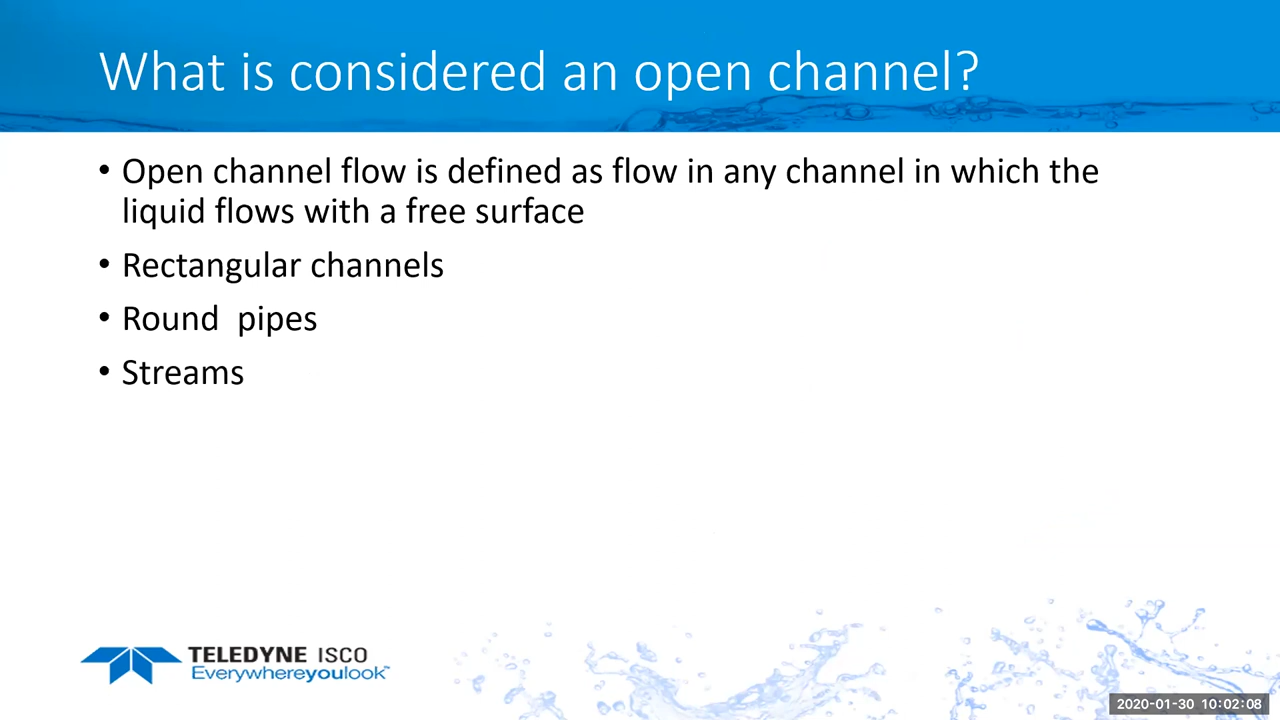 What is considered an open channel?
• Open channel flow is defined as flow in any channel in which the
liquid flows with a free surface
• Rectangular channels
• Round  pipes
• Streams
TELEDYNE ISCO
Everywhereyoulook™
2020-01-30 10:02:08